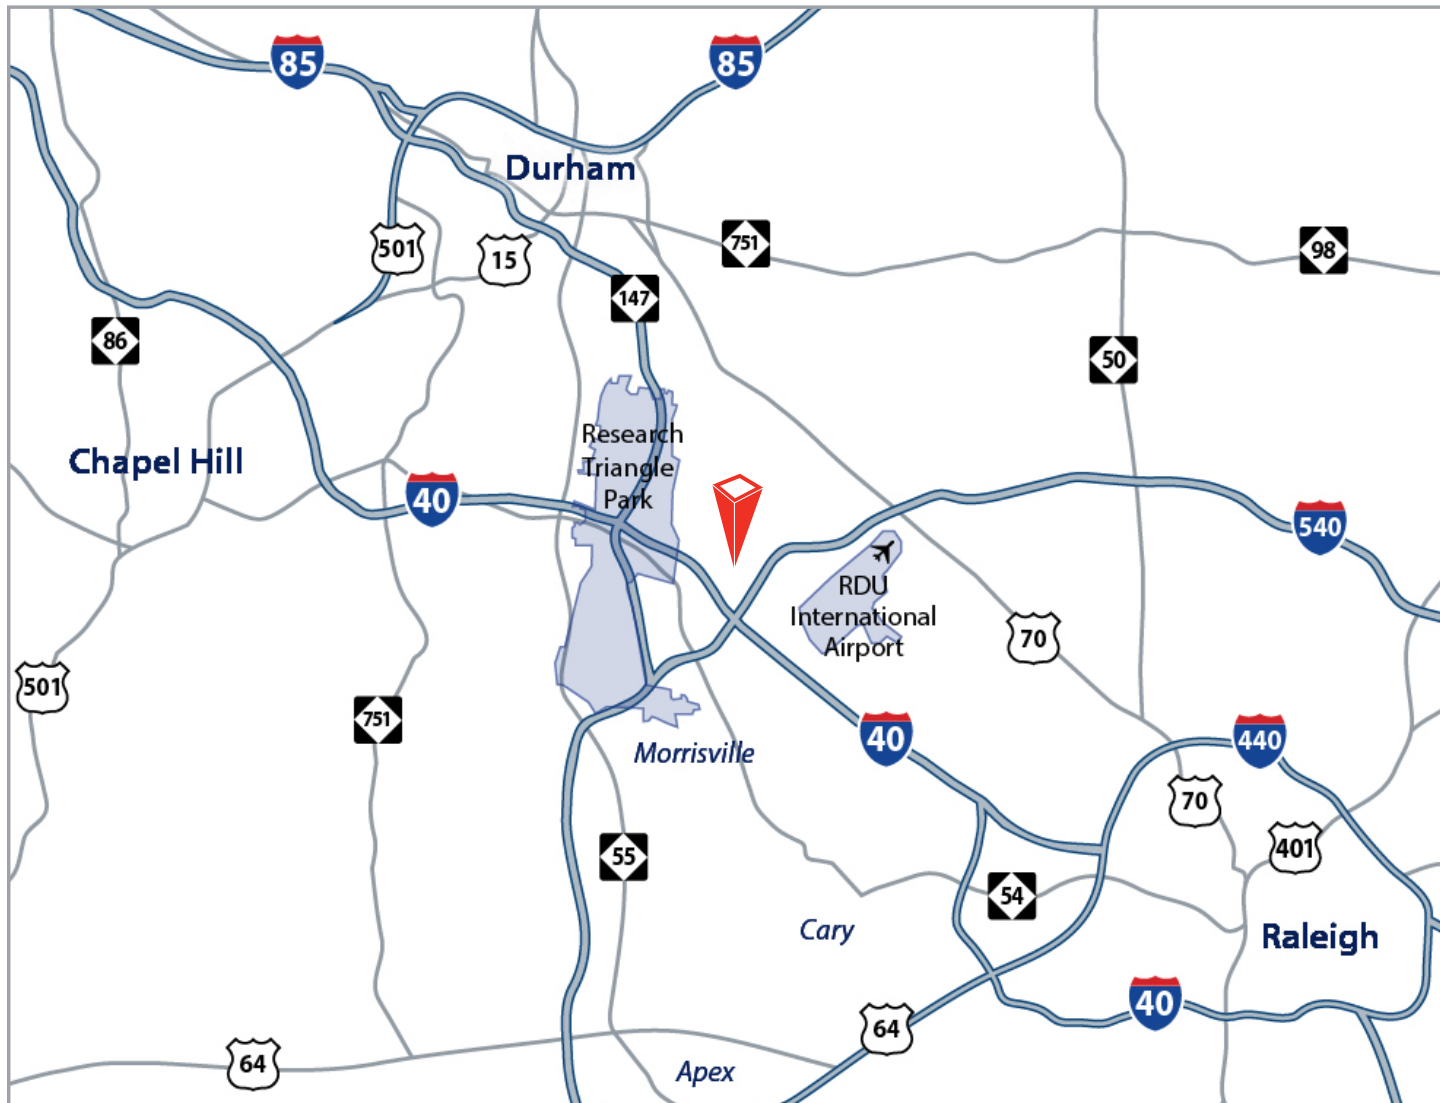 85
85
Durham
501
15
751
98
147
86
50
Research
Triangle
Park
Chapel Hill
40
540
RDU
International
Airport
70
501
751
40
440
Morrisville
70
401
55
54
Cary
Raleigh
40
64
64
Apex